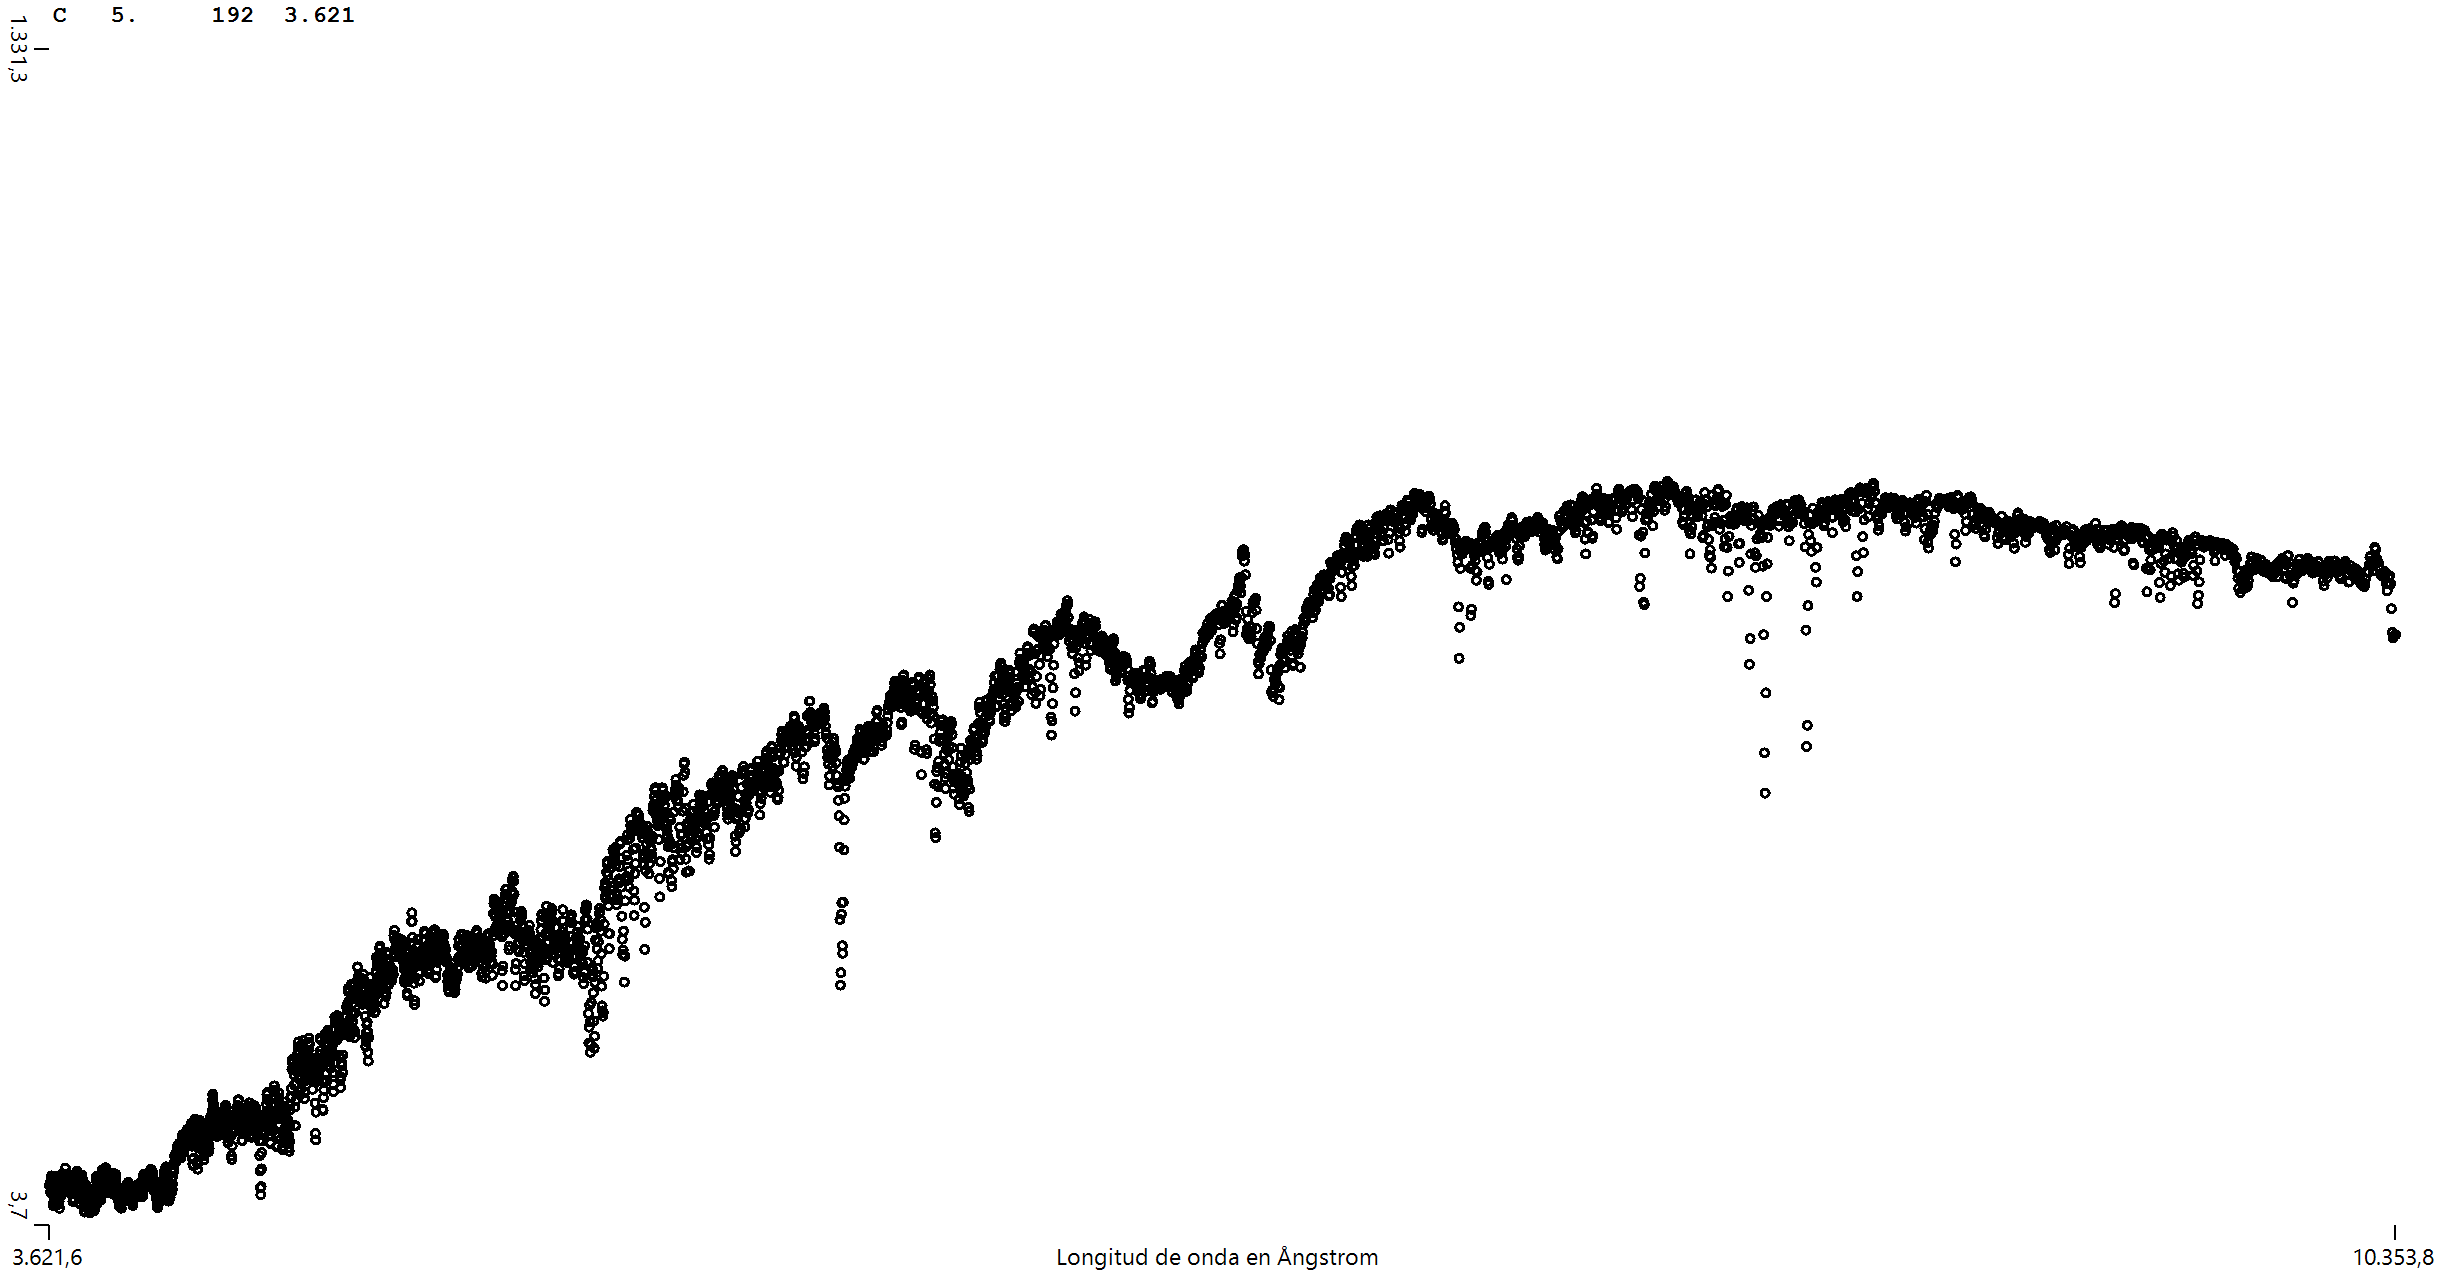 C 5. 192 3.621
1.331,3
3,7
3.621,6
Longitud de onda en Ångstrom
10.353,8